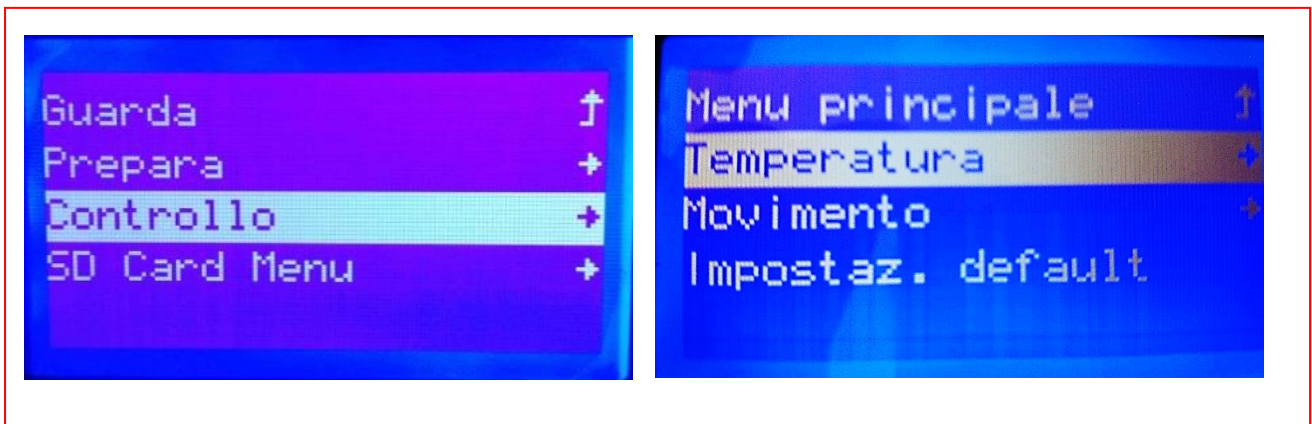 Guarda
Prepara
Controllo
SD Card Menu
Menu principale
Temperatura
Movimento
Impostaz. default